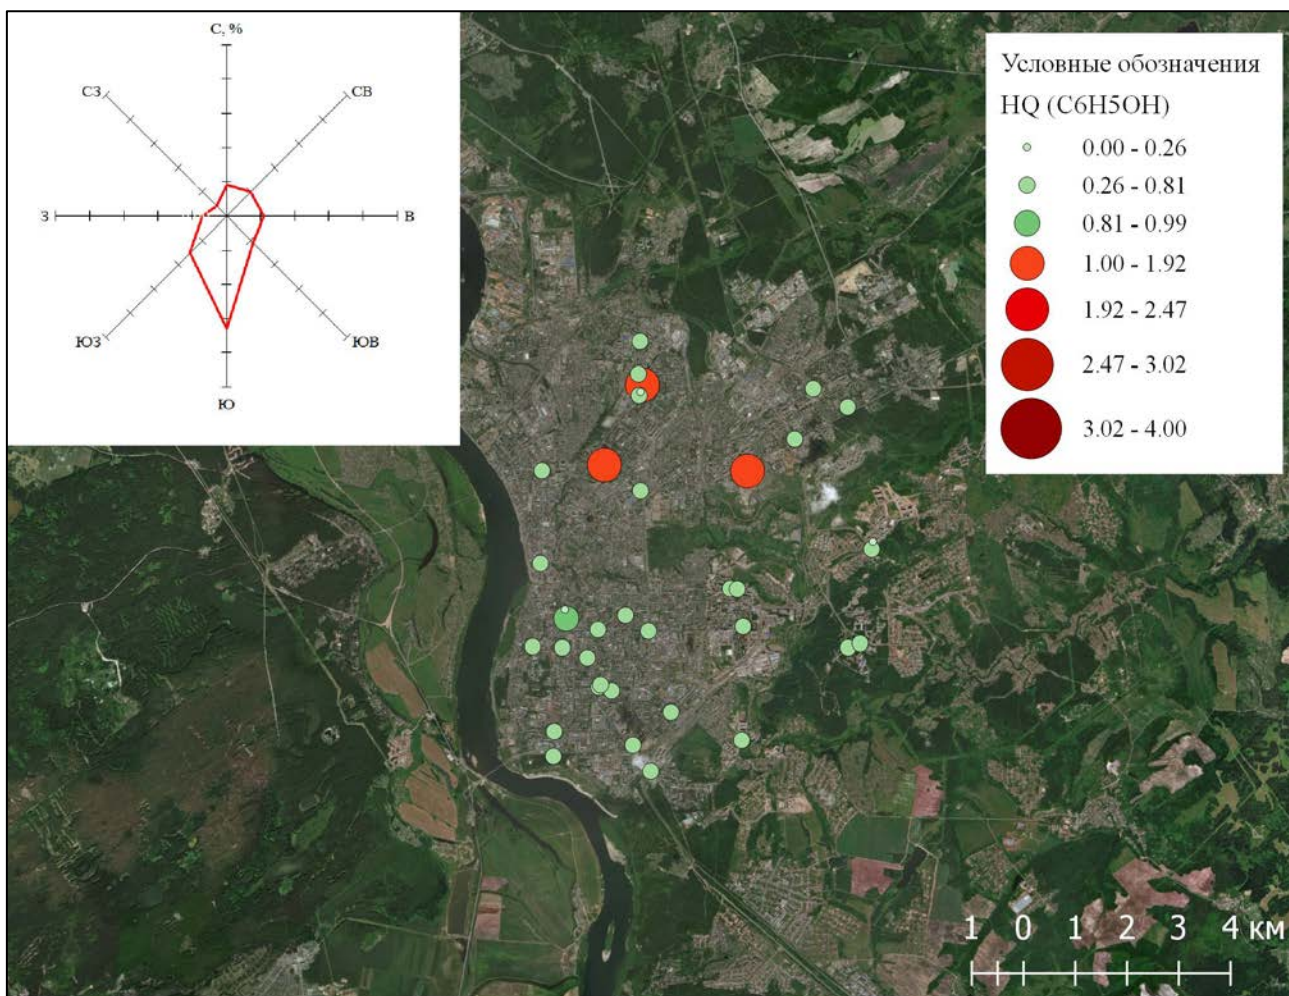 С, %
СЗ
СВ
З
В
ЮЗ
ЮВ
Ю
Условные обозначения
HQ (C6H5OH)
0.00 - 0.26
0.26 - 0.81
0.81 - 0.99
1.00 - 1.92
1.92 - 2.47
2.47 - 3.02
3.02 - 4.00
1 0 1 2 3 4 км